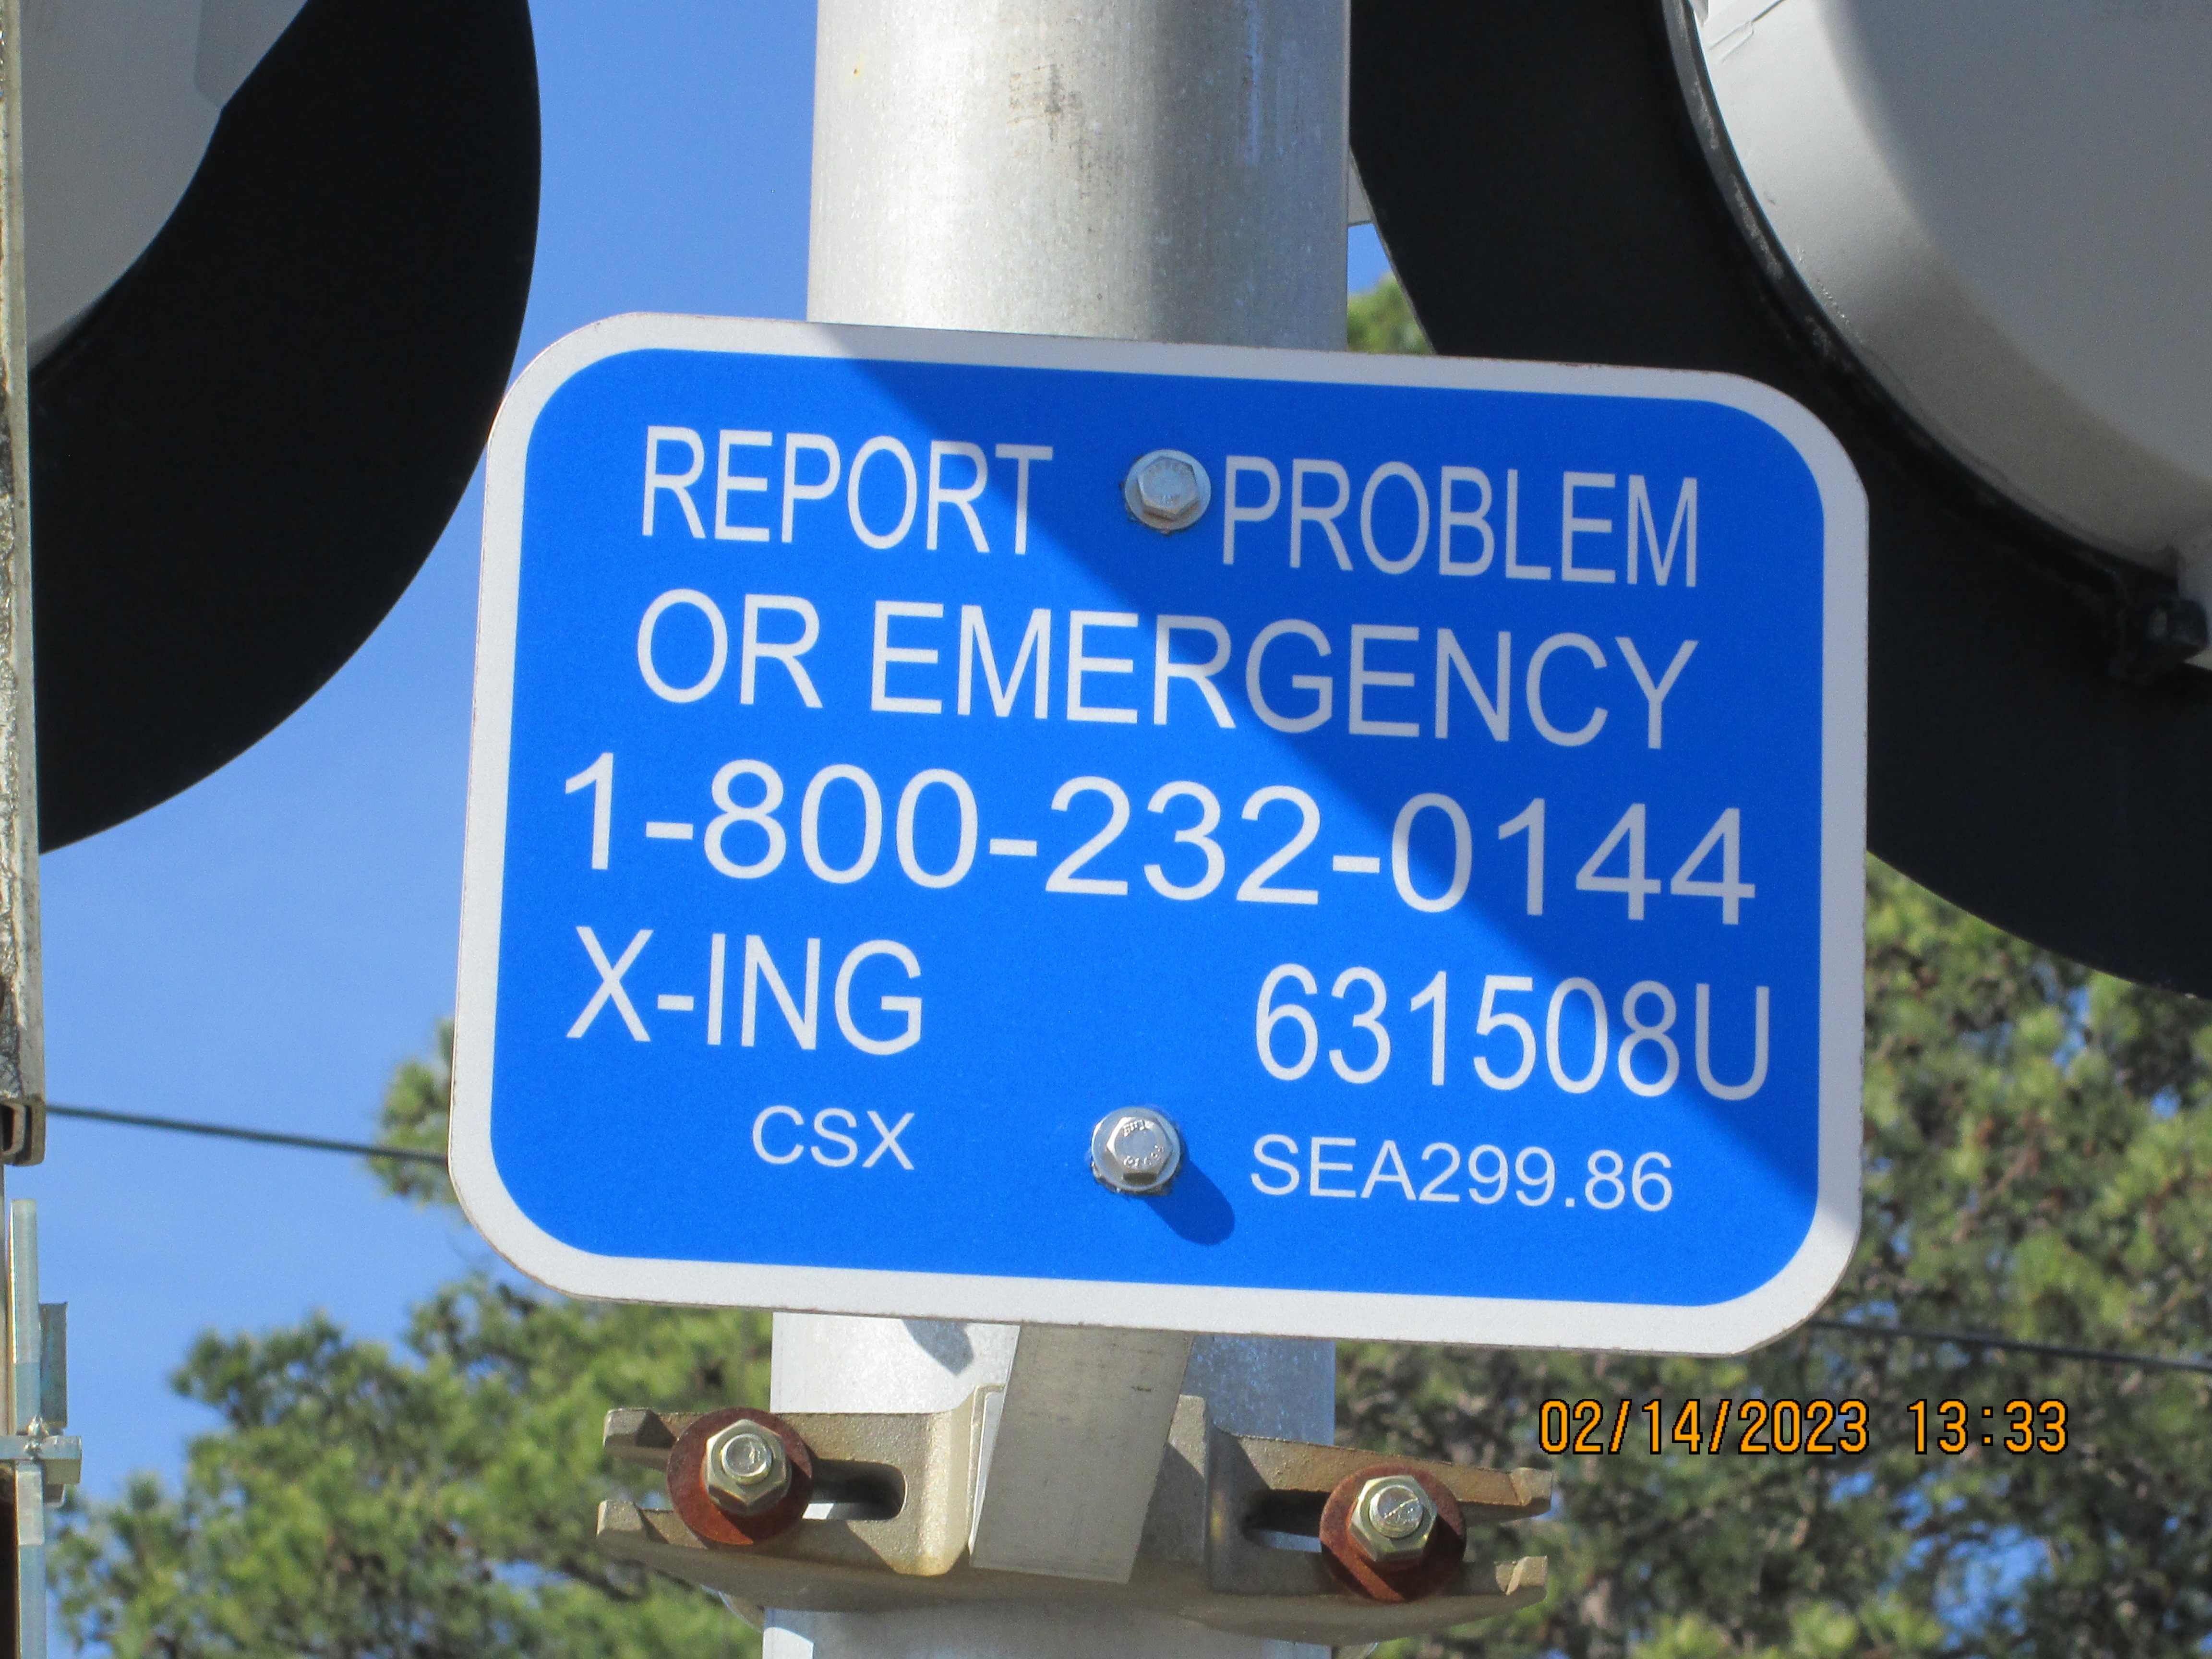 REPORT PROBLEM
OR EMERGENCY
1-800-232-0144
X-ING 631508U
CSX SEA299.86
02/14/2023 13:33